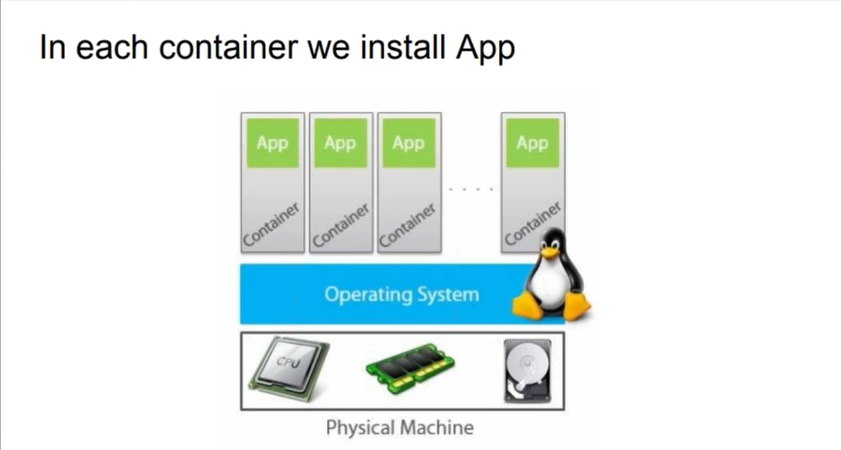 In each container we install App
App App App App
Container Container Container Container
Operating System
CPU
Physical Machine